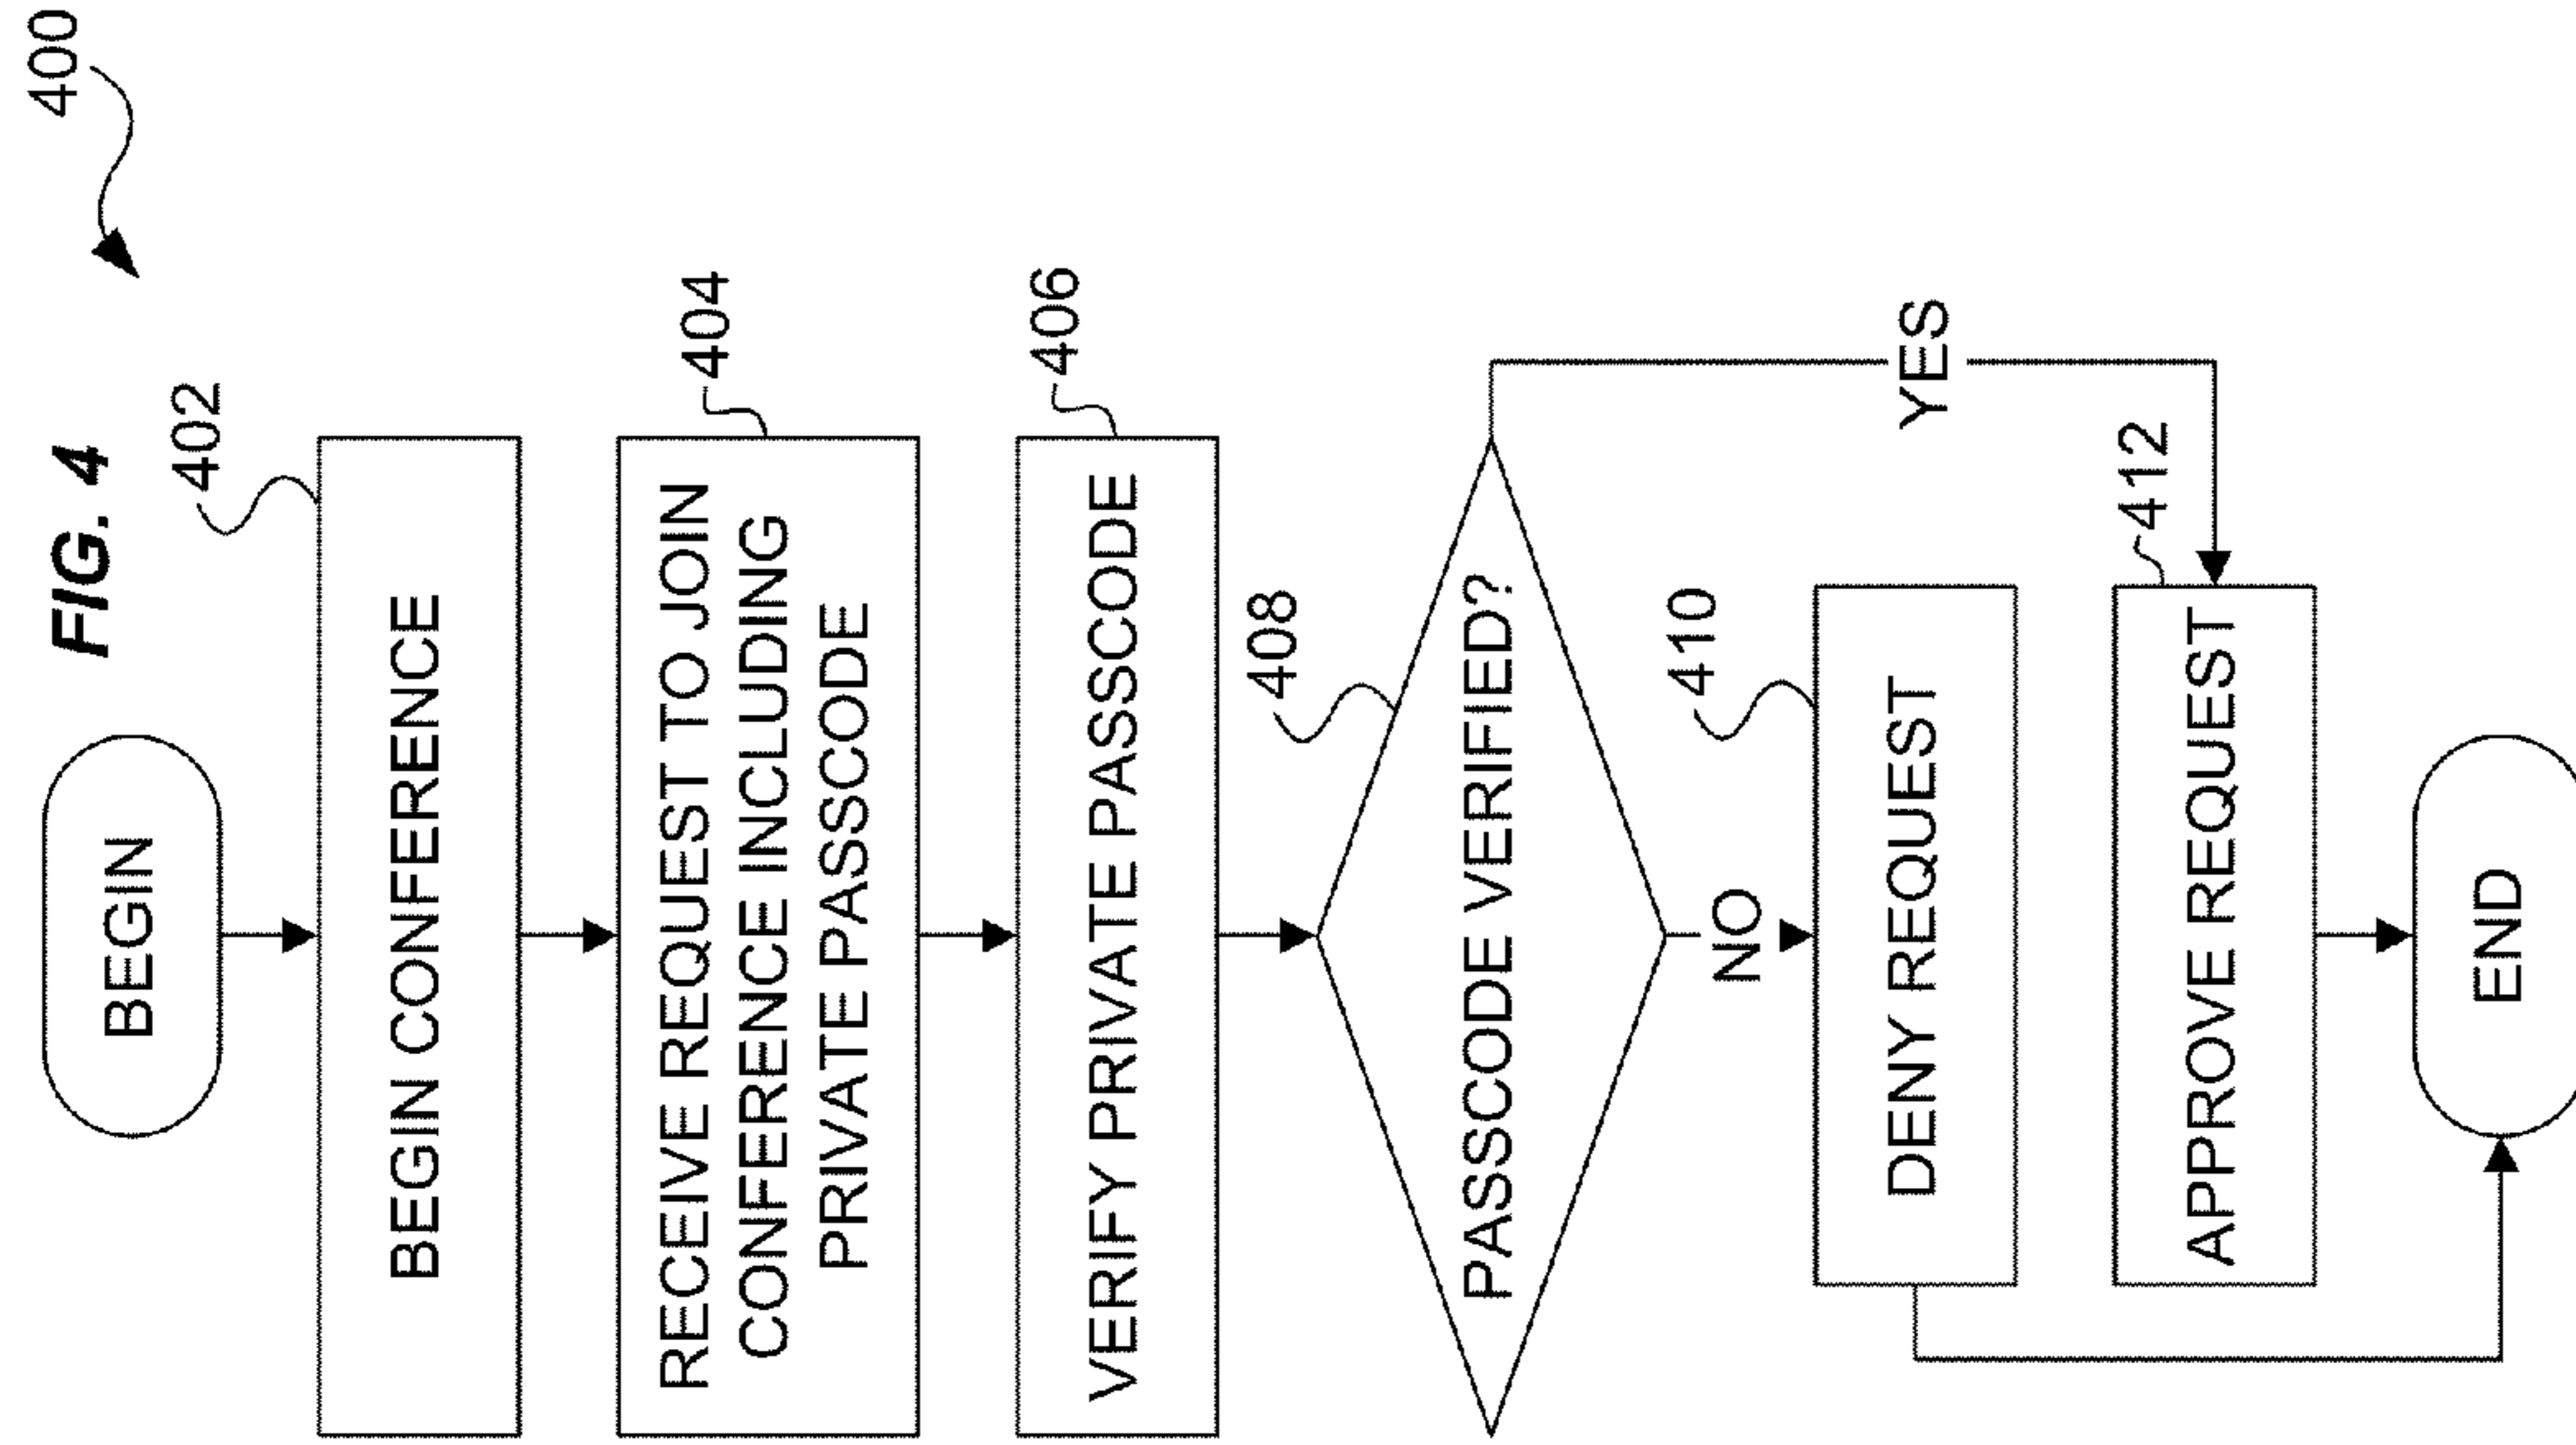 FIG. 4
400
BEGIN
402
BEGIN CONFERENCE
404
RECEIVE REQUEST TO JOIN
CONFERENCE INCLUDING
PRIVATE PASSCODE
406
VERIFY PRIVATE PASSCODE
408
PASSCODE VERIFIED?
NO
YES
410
DENY REQUEST
412
APPROVE REQUEST
END